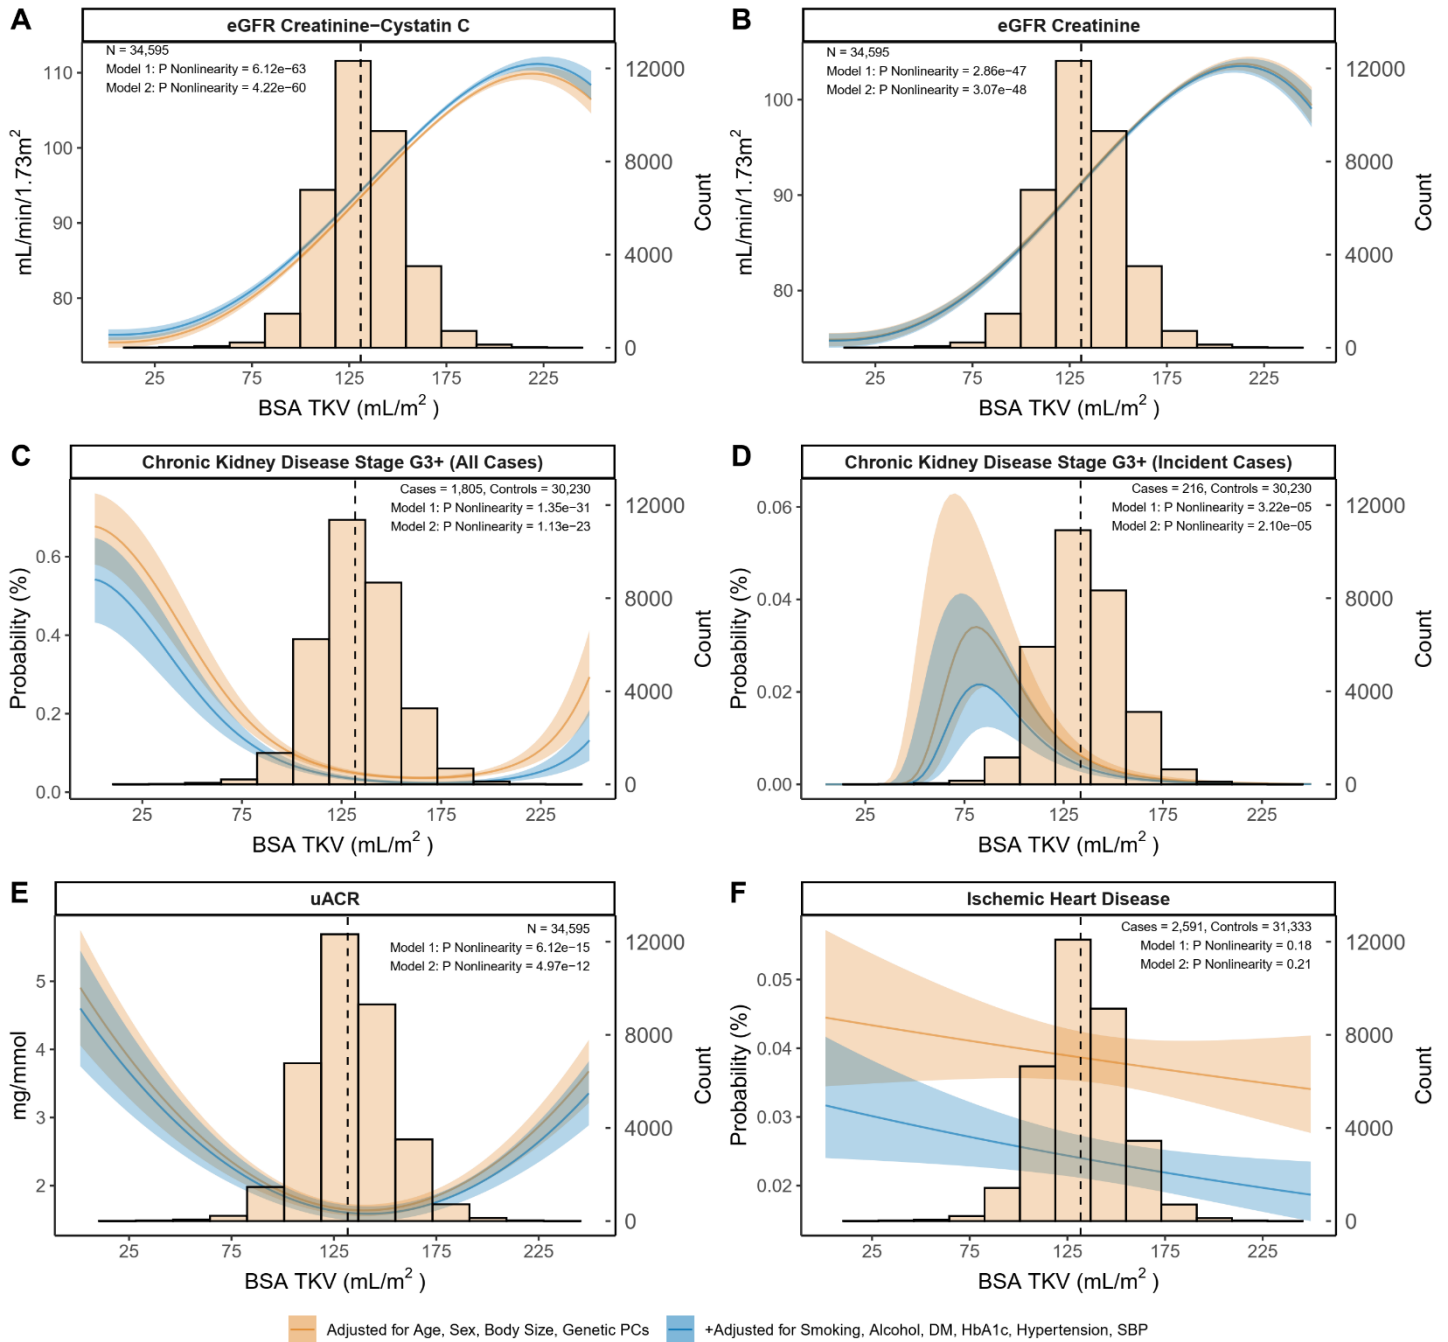 A
eGFR Creatinine−Cystatin C
N = 34,595
Model 1: P Nonlinearity = 6.12e−63
Model 2: P Nonlinearity = 4.22e−60
110
100
90
80
mL/min/1.73m²
12000
8000
4000
0
Count
25 75 125 175 225
BSA TKV (mL/m² )
B
eGFR Creatinine
N = 34,595
Model 1: P Nonlinearity = 2.86e−47
Model 2: P Nonlinearity = 3.07e−48
100
90
80
mL/min/1.73m²
12000
8000
4000
0
Count
25 75 125 175 225
BSA TKV (mL/m² )
C
Chronic Kidney Disease Stage G3+ (All Cases)
Cases = 1,805, Controls = 30,230
Model 1: P Nonlinearity = 1.35e−31
Model 2: P Nonlinearity = 1.13e−23
0.6
0.4
0.2
0.0
Probability (%)
12000
8000
4000
0
Count
25 75 125 175 225
BSA TKV (mL/m² )
D
Chronic Kidney Disease Stage G3+ (Incident Cases)
Cases = 216, Controls = 30,230
Model 1: P Nonlinearity = 3.22e−05
Model 2: P Nonlinearity = 2.10e−05
0.06
0.04
0.02
0.00
Probability (%)
12000
8000
4000
0
Count
25 75 125 175 225
BSA TKV (mL/m² )
E
uACR
N = 34,595
Model 1: P Nonlinearity = 6.12e−15
Model 2: P Nonlinearity = 4.97e−12
5
4
3
2
mg/mmol
12000
8000
4000
0
Count
25 75 125 175 225
BSA TKV (mL/m² )
F
Ischemic Heart Disease
Cases = 2,591, Controls = 31,333
Model 1: P Nonlinearity = 0.18
Model 2: P Nonlinearity = 0.21
0.05
0.04
0.03
0.02
Probability (%)
12000
8000
4000
0
Count
25 75 125 175 225
BSA TKV (mL/m² )
Adjusted for Age, Sex, Body Size, Genetic PCs
+Adjusted for Smoking, Alcohol, DM, HbA1c, Hypertension, SBP